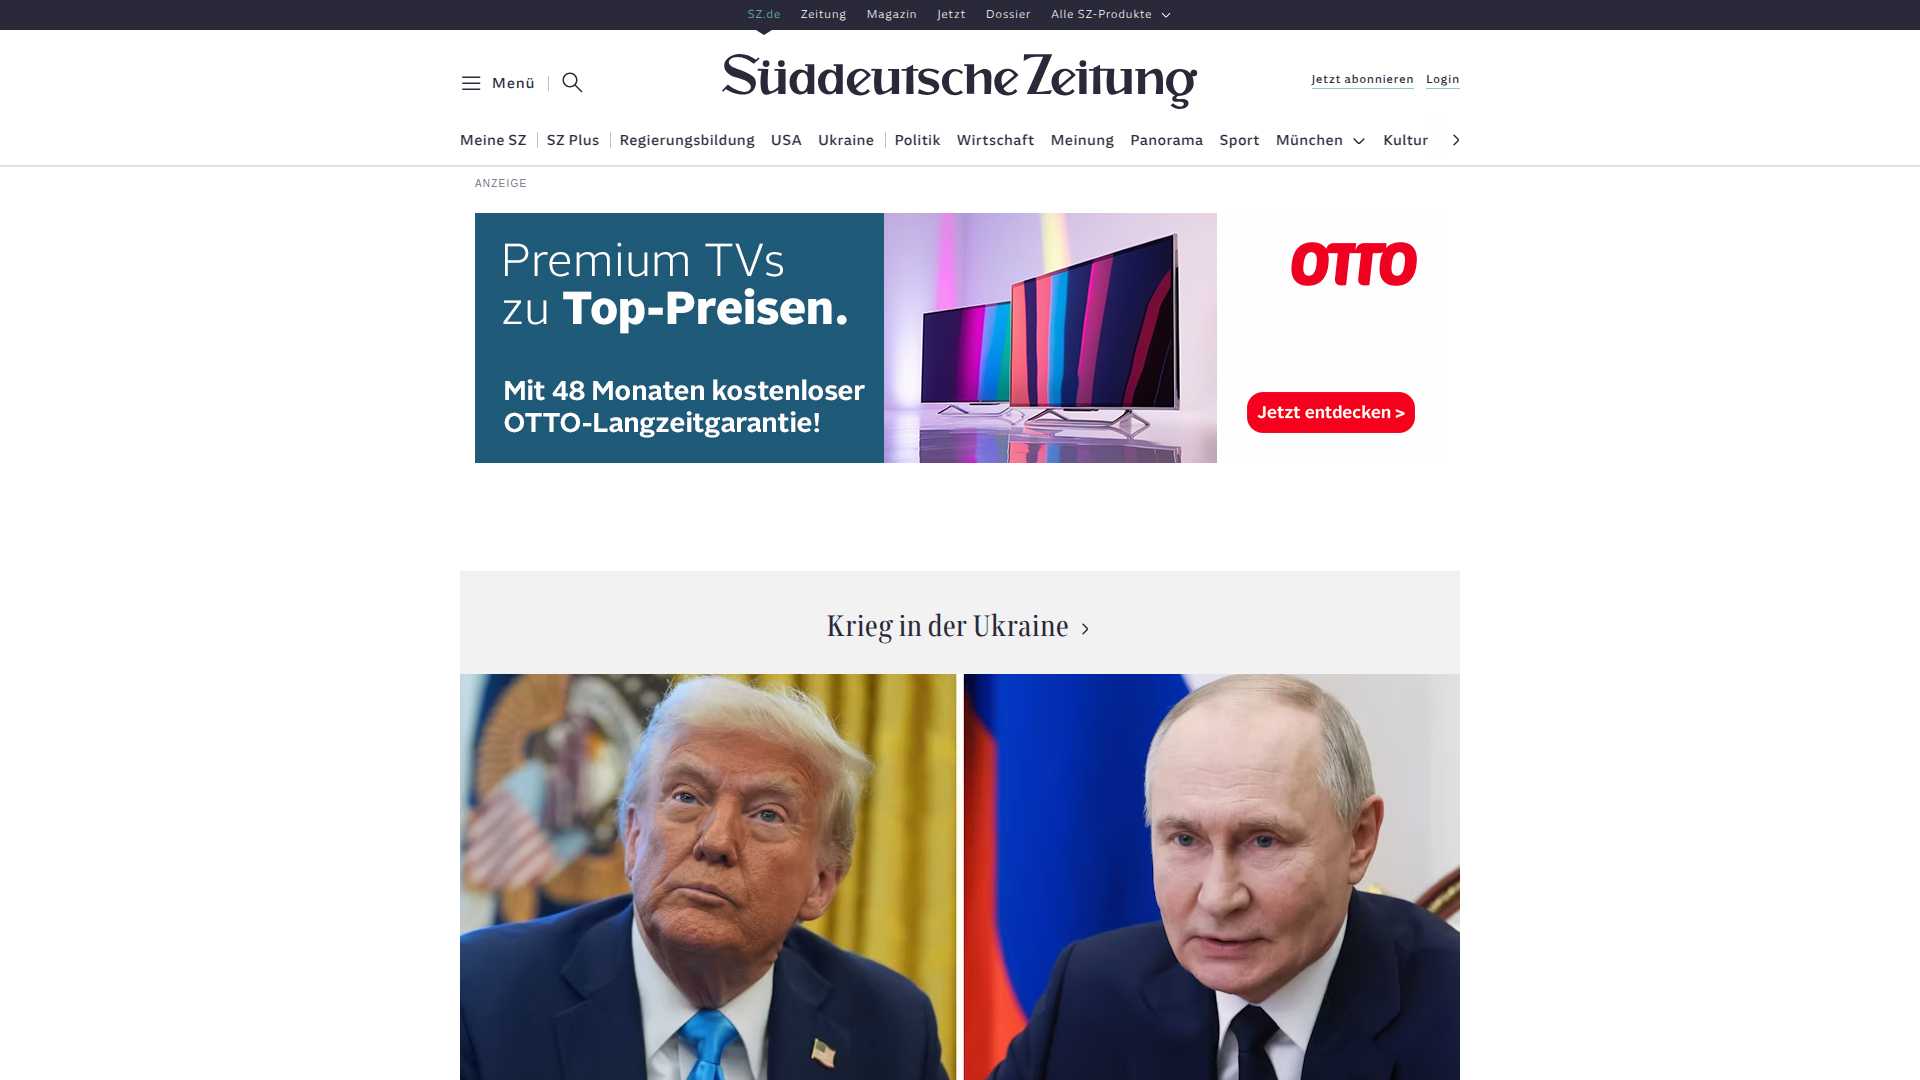 SZ.de Zeitung Magazin Jetzt Dossier Alle SZ-Produkte
Menü
Süddeutsche Zeitung
Jetzt abonnieren Login
Meine SZ SZ Plus Regierungsbildung USA Ukraine Politik Wirtschaft Meinung Panorama Sport München Kultur
ANZEIGE
Premium TVs
zu Top-Preisen.
Mit 48 Monaten kostenloser
OTTO-Langzeitgarantie!
OTTO
Jetzt entdecken >
Krieg in der Ukraine